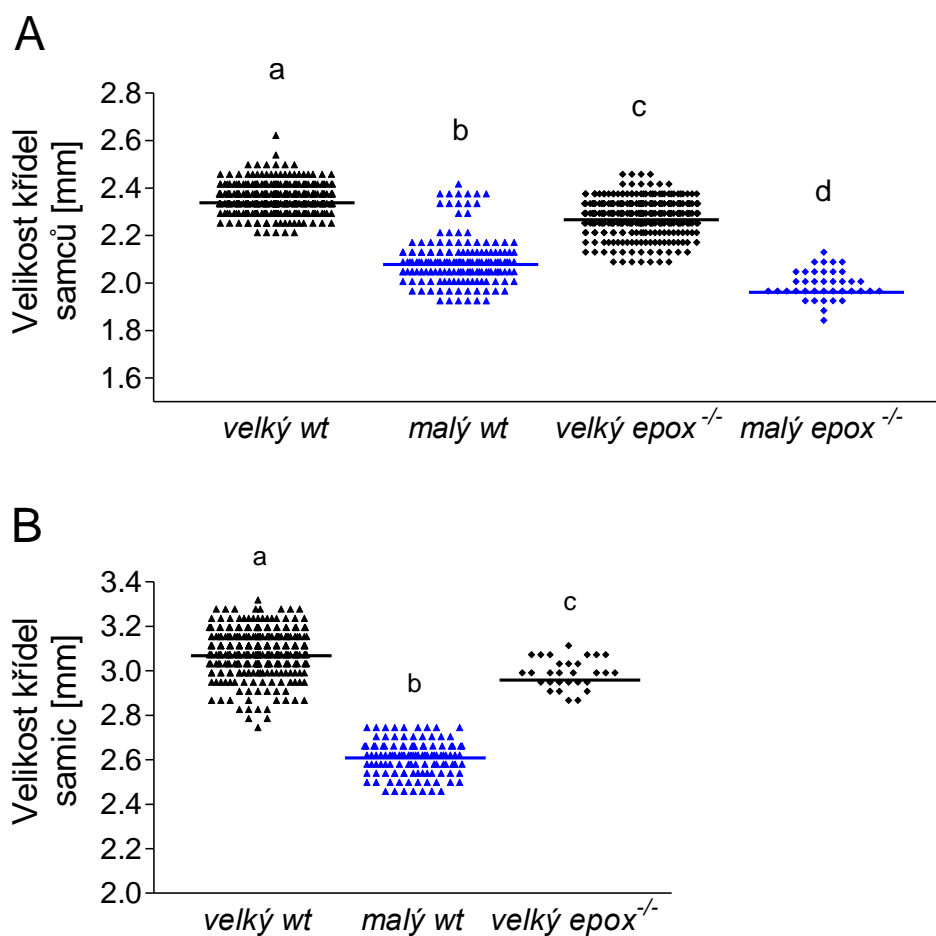 A
a
b
c
d
Velikost křídel
samců [mm]
2.8
2.6
2.4
2.2
2.0
1.8
1.6
velký wt malý wt velký epox -/- malý epox -/-
B
a
b
c
Velikost křídel
samic [mm]
3.4
3.2
3.0
2.8
2.6
2.4
2.2
2.0
velký wt malý wt velký epox-/-